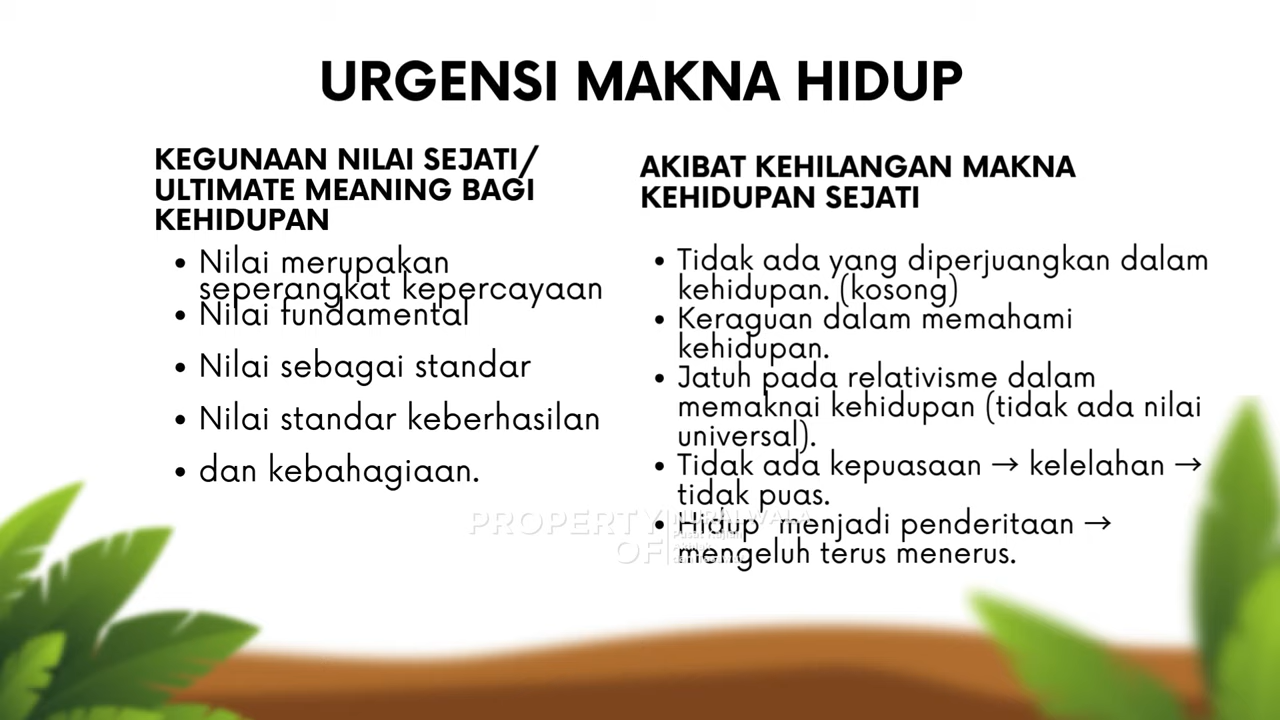 URGENSI MAKNA HIDUP
KEGUNAAN NILAI SEJATI/
ULTIMATE MEANING BAGI
KEHIDUPAN
• Nilai merupakan
seperangkat kepercayaan
• Nilai fundamental
• Nilai sebagai standar
• Nilai standar keberhasilan
• dan kebahagiaan.
AKIBAT KEHILANGAN MAKNA
KEHIDUPAN SEJATI
• Tidak ada yang diperjuangkan dalam
kehidupan. (kosong)
• Keraguan dalam memahami
kehidupan.
• Jatuh pada relativisme dalam
memaknai kehidupan (tidak ada nilai
universal).
• Tidak ada kepuasaan → kelelahan →
tidak puas.
• Hidup menjadi penderitaan →
mengeluh terus menerus.
PROPERTY
OF